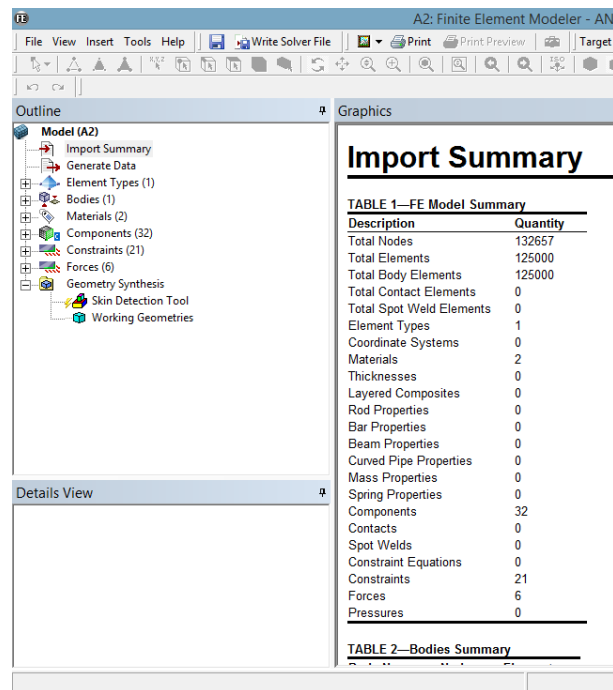 FE A2: Finite Element Modeler - AN
File View Insert Tools Help Write Solver File Print Print Preview Target
Outline
Model (A2)
Import Summary
Generate Data
Element Types (1)
Bodies (1)
Materials (2)
Components (32)
Constraints (21)
Forces (6)
Geometry Synthesis
Skin Detection Tool
Working Geometries
Details View
Graphics
Import Summary
TABLE 1—FE Model Summary
Description Quantity
Total Nodes 132657
Total Elements 125000
Total Body Elements 125000
Total Contact Elements 0
Total Spot Weld Elements 0
Element Types 1
Coordinate Systems 0
Materials 2
Thicknesses 0
Layered Composites 0
Rod Properties 0
Bar Properties 0
Beam Properties 0
Curved Pipe Properties 0
Mass Properties 0
Spring Properties 0
Components 32
Contacts 0
Spot Welds 0
Constraint Equations 0
Constraints 21
Forces 6
Pressures 0
TABLE 2—Bodies Summary